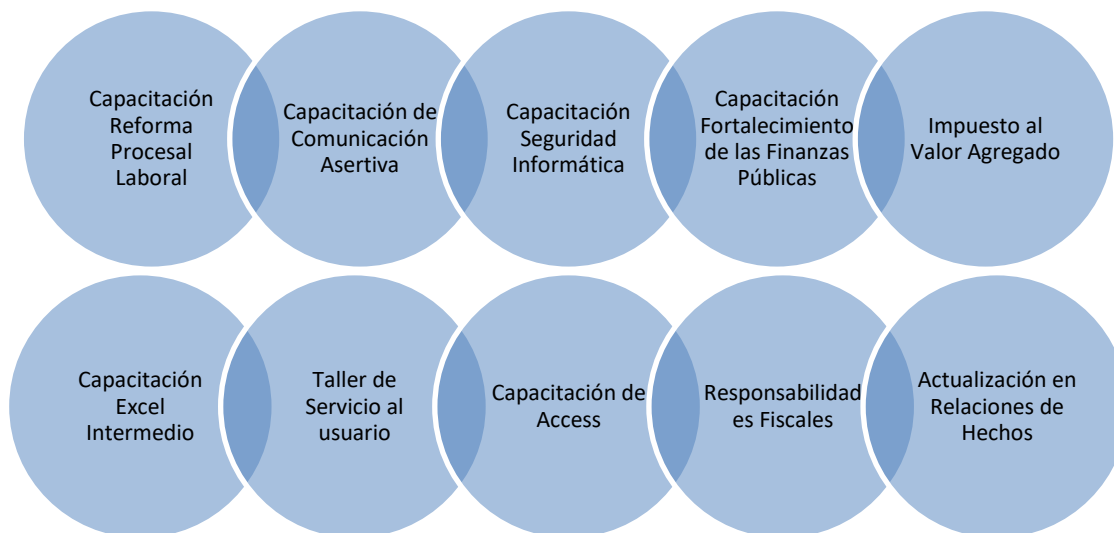 Capacitación
Reforma
Procesal
Laboral
Capacitación de
Comunicación
Asertiva
Capacitación
Seguridad
Informática
Capacitación
Fortalecimiento
de las Finanzas
Públicas
Impuesto al
Valor Agregado
Capacitación
Excel
Intermedio
Taller de
Servicio al
usuario
Capacitación de
Access
Responsabilidad
es Fiscales
Actualización en
Relaciones de
Hechos